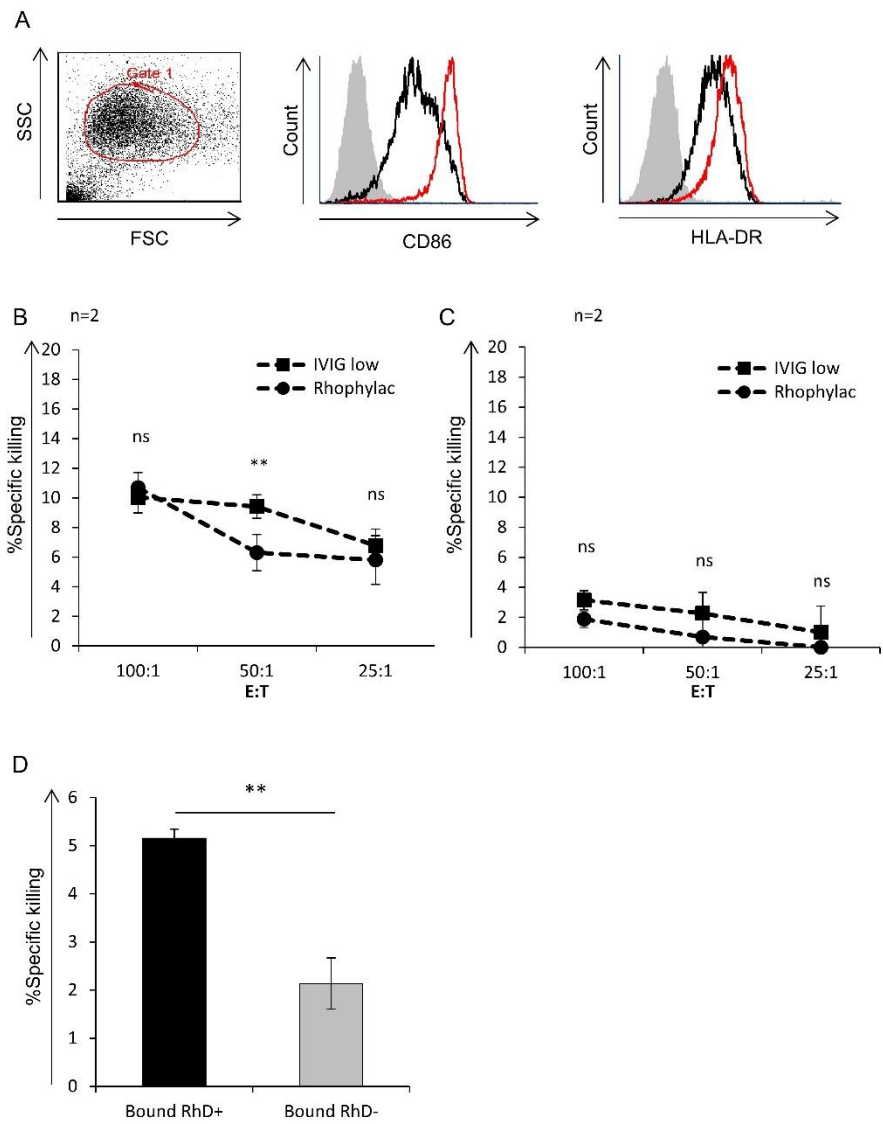 A
Gate 1
SSC
FSC
Count
CD86
Count
HLA-DR
B
n=2
%Specific killing
20
18
16
14
12
10
8
6
4
2
0
IVIG low
Rhophylac
ns
**
ns
100:1
50:1
25:1
E:T
C
n=2
%Specific killing
20
18
16
14
12
10
8
6
4
2
0
IVIG low
Rhophylac
ns
ns
ns
100:1
50:1
25:1
E:T
D
%Specific killing
6
5
4
3
2
1
0
**
Bound RhD+
Bound RhD-